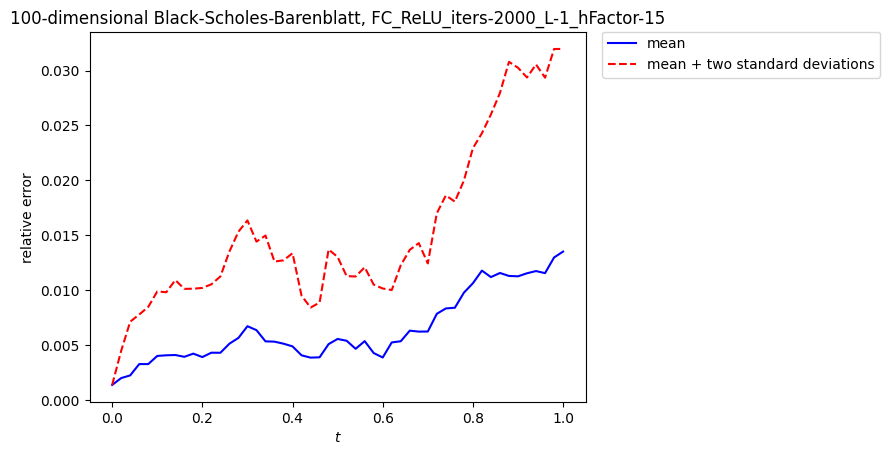 100-dimensional Black-Scholes-Barenblatt, FC_ReLU_iters-2000_L-1_hFactor-15
mean
mean + two standard deviations
relative error
0.030
0.025
0.020
0.015
0.010
0.005
0.000
0.0 0.2 0.4 0.6 0.8 1.0
t